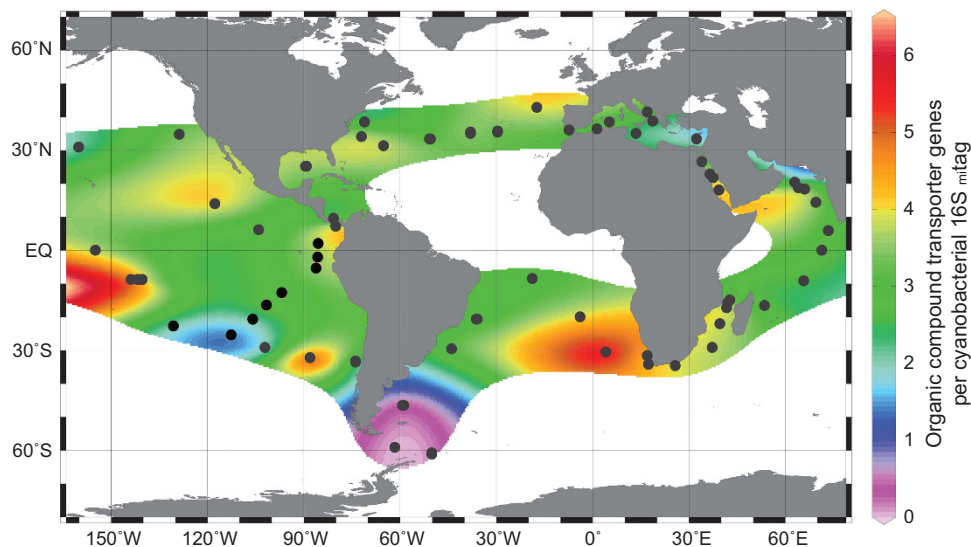 60°N
30°N
EQ
30°S
60°S
150°W
120°W
90°W
60°W
30°W
0°
30°E
60°E
6
5
4
3
2
1
0
Organic compound transporter genes
per cyanobacterial 16S mitag